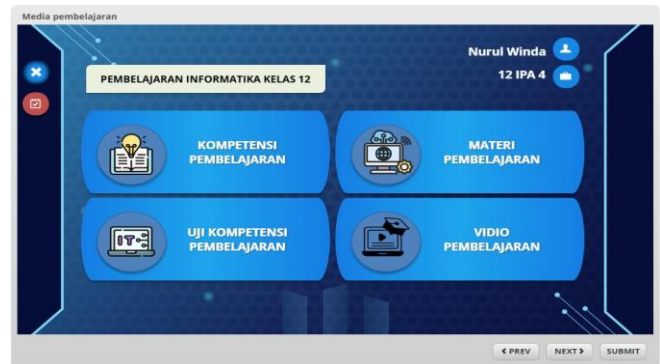 Media pembelajaran
Nurul Winda
12 IPA 4
PEMBELAJARAN INFORMATIKA KELAS 12
KOMPETENSI
PEMBELAJARAN
MATERI
PEMBELAJARAN
IT
UJI KOMPETENSI
PEMBELAJARAN
VIDIO
PEMBELAJARAN
PREV
NEXT
SUBMIT